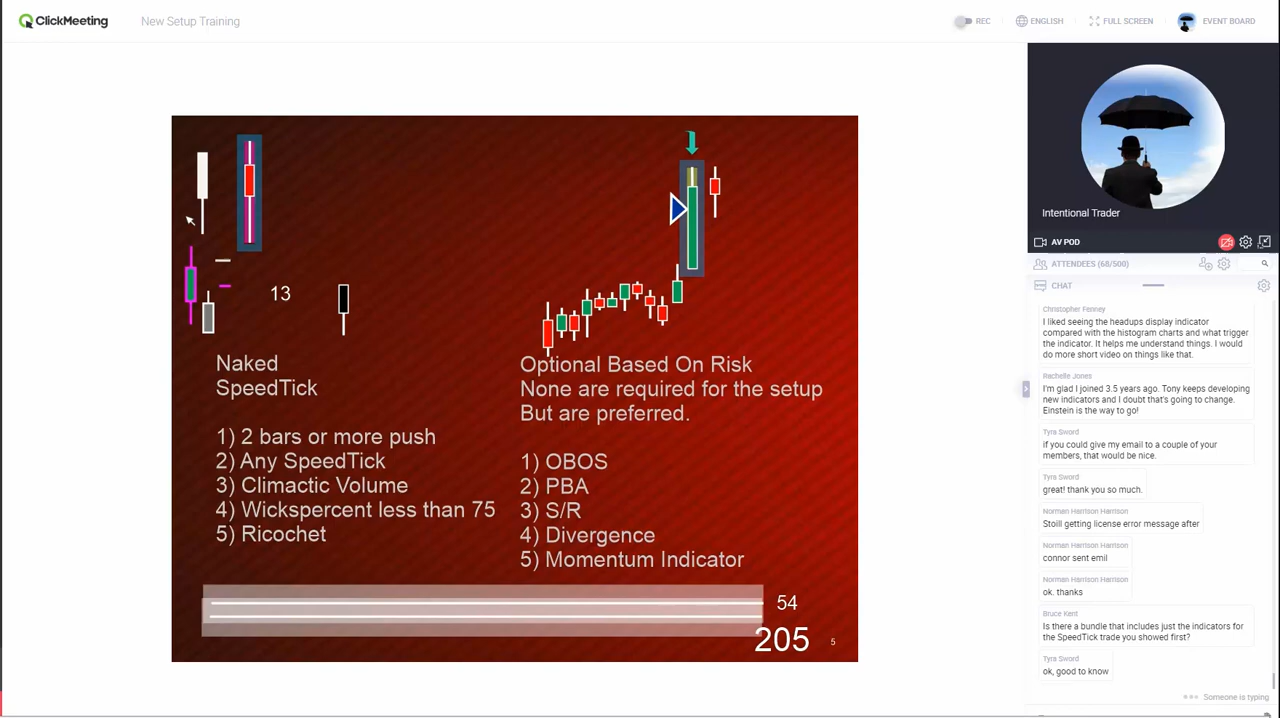 ClickMeeting
New Setup Training
REC
ENGLISH
FULL SCREEN
EVENT BOARD
13
Naked
SpeedTick
1) 2 bars or more push
2) Any SpeedTick
3) Climactic Volume
4) Wickspercent less than 75
5) Ricochet
Optional Based On Risk
None are required for the setup
But are preferred.
1) OBOS
2) PBA
3) S/R
4) Divergence
5) Momentum Indicator
54
205
5
Intentional Trader
AV POD
ATTENDEES (68/500)
CHAT
Christopher Fenney
I liked seeing the headups display indicator
compared with the histogram charts and what trigger
the indicator. It helps me understand things. I would
do more short video on things like that.
Rachelle Jones
I'm glad I joined 3.5 years ago. Tony keeps developing
new indicators and I doubt that's going to change.
Einstein is the way to go!
Tyra Sword
if you could give my email to a couple of your
members, that would be nice.
Tyra Sword
great! thank you so much.
Norman Harrison Harrison
Stoill getting license error message after
Norman Harrison Harrison
connor sent emil
Norman Harrison Harrison
ok. thanks
Bruce Kent
Is there a bundle that includes just the indicators for
the SpeedTick trade you showed first?
Tyra Sword
ok, good to know
Someone is typing